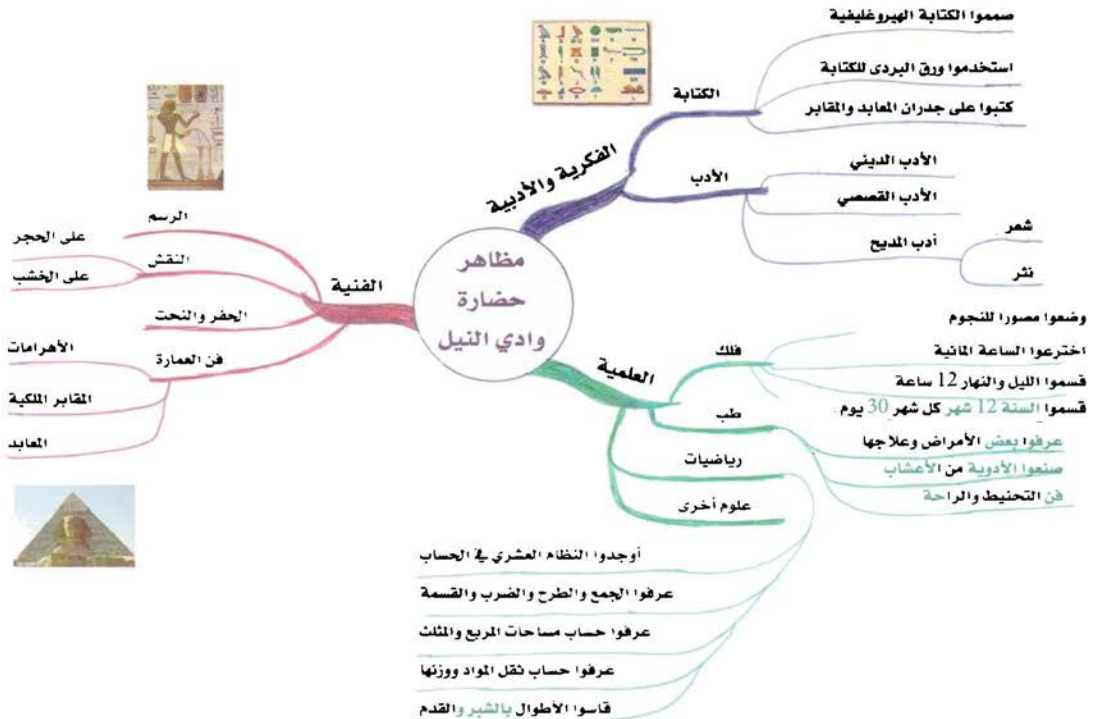 مظاهر
حضارة
وادي النيل
الفكرية والأدبية
الكتابة
صمموا الكتابة الهيروغليفية
استخدموا ورق البردى للكتابة
كتبوا على جدران المعابد والمقابر
الأدب
الأدب الديني
الأدب القصصي
أدب المديح
شعر
نثر
العلمية
فلك
وضعوا مصورا للنجوم
اخترعوا الساعة المائية
قسموا الليل والنهار 12 ساعة
قسموا السنة 12 شهر كل شهر 30 يوم
طب
عرفوا بعض الأمراض وعلاجها
صنعوا الأدوية من الأعشاب
فن التحنيط والراحة
رياضيات
علوم أخرى
أوجدوا النظام العشري في الحساب
عرفوا الجمع والطرح والضرب والقسمة
عرفوا حساب مساحات المربع والمثلث
عرفوا حساب ثقل المواد ووزنها
قاسوا الأطوال بالشبر والقدم
الفنية
الرسم
النقش
على الحجر
على الخشب
الحفر والنحت
فن العمارة
الأهرامات
المقابر الملكية
المعابد